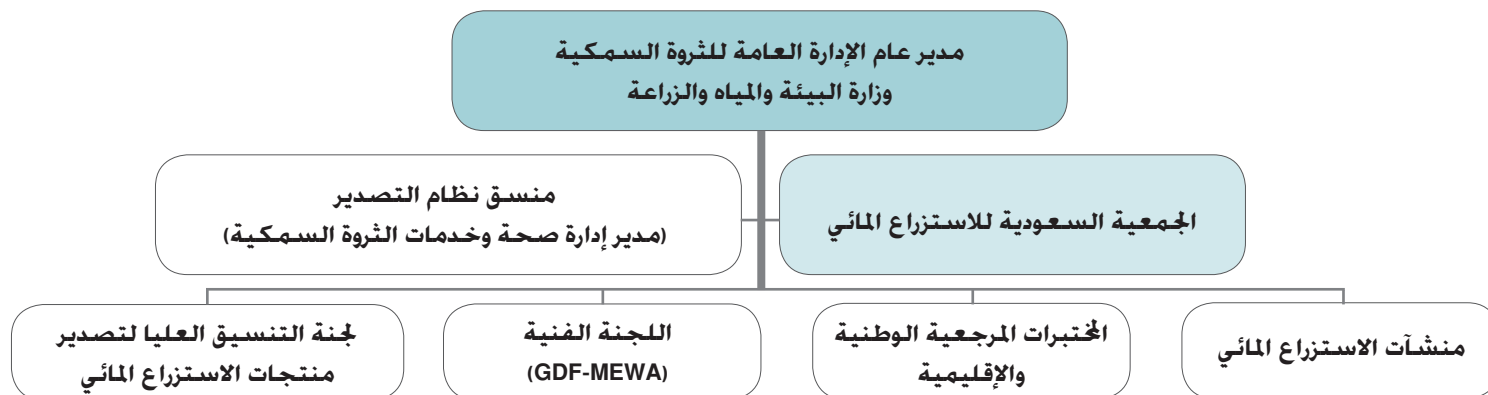 مدير عام الإدارة العامة للثروة السمكية
وزارة البيئة والمياه والزراعة
الجمعية السعودية للاستزراع المائي
منسق نظام التصدير
(مدير إدارة صحة وخدمات الثروة السمكية)
منشآت الاستزراع المائي
المختبرات المرجعية الوطنية
والإقليمية
اللجنة الفنية
(GDF-MEWA)
لجنة التنسيق العليا لتصدير
منتجات الاستزراع المائي